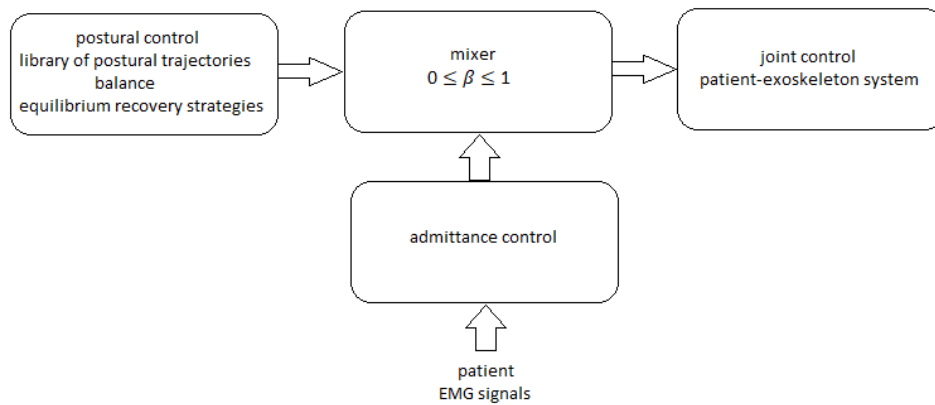 postural control
library of postural trajectories
balance
equilibrium recovery strategies
mixer
0 ≤ β ≤ 1
joint control
patient-exoskeleton system
admittance control
patient
EMG signals